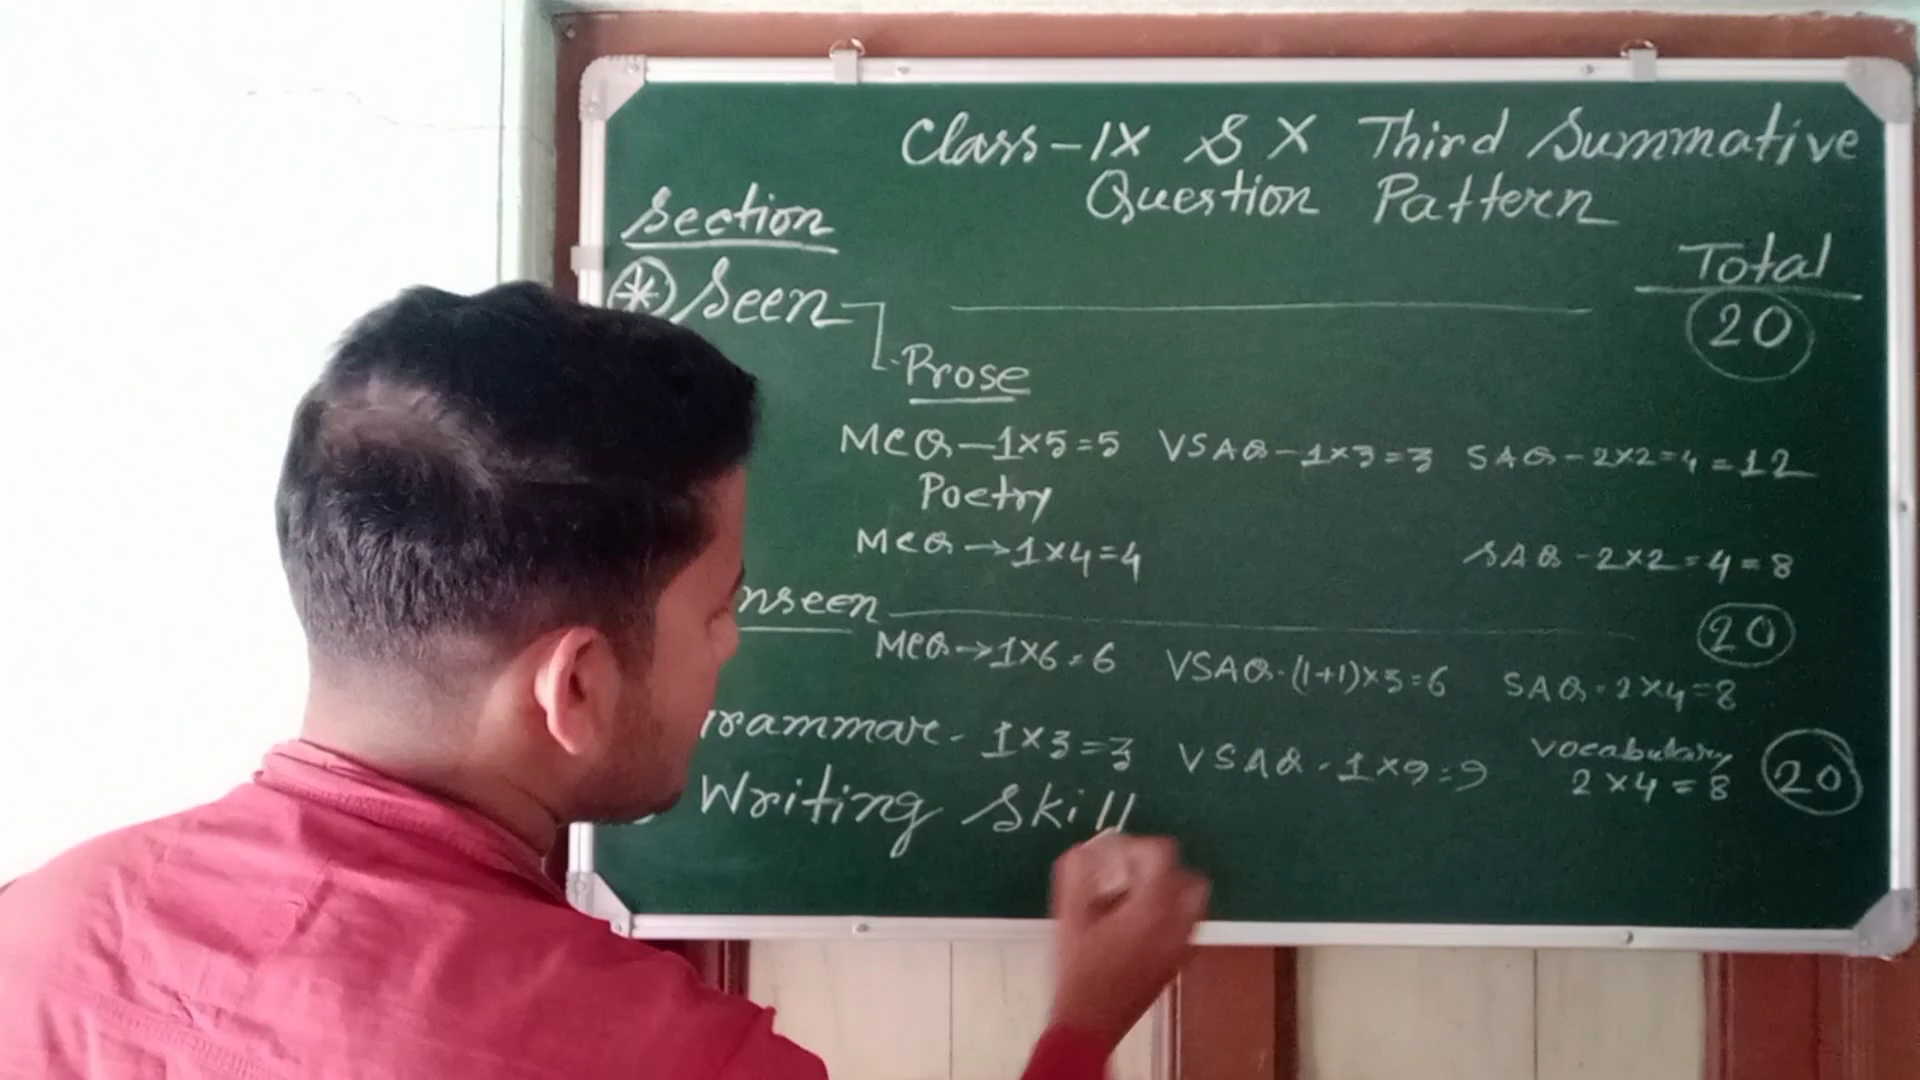 Class-IX & X Third Summative
Question Pattern
Section
Total
Seen
20
Prose
MCQ-1×5=5 VSAQ-1×3=3 SAQ-2×2=4=12
Poetry
MCQ→1×4=4 SAQ-2×2=4=8
nseen 20
MCQ→1×6=6 VSAQ-(1+1)×3=6 SAQ-2×4=8
rammar- 1×3=3 VSAQ-1×9=9 Vocabulary
2×4=8 20
Writing Skill